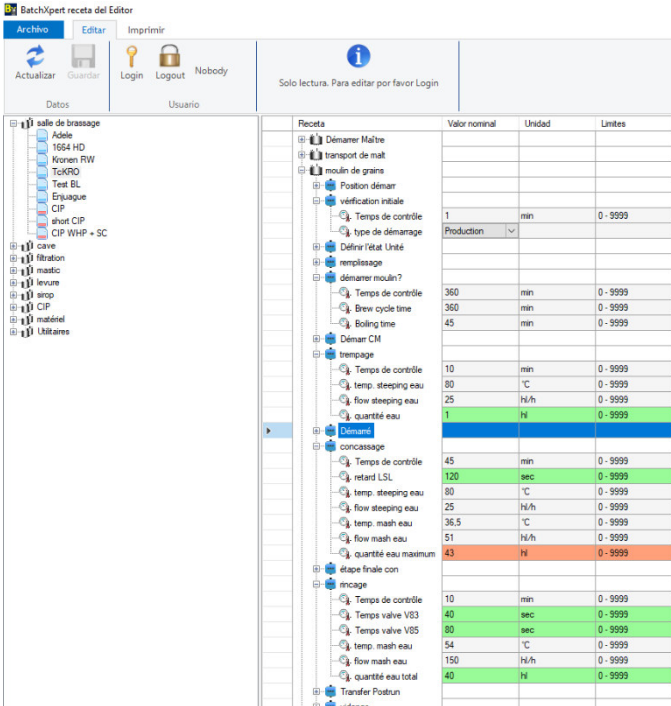 BatchXpert receta del Editor
Archivo Editar Imprimir
Actualizar Guardar Login Logout Nobody
Solo lectura. Para editar por favor Login
Datos Usuario
salle de brassage
Adele
1664 HD
Kronen RW
TcKRO
Test BL
Enjuague
CIP
short CIP
CIP WHP + SC
cave
filtration
mastic
levure
sirop
CIP
matériel
Utilitaires
Receta Valor nominal Unidad Limites
Démarrer Maître
transport de malt
moulin de grains
Position démarr
vérification initiale
Temps de contrôle 1 min 0 - 9999
type de démarrage Production
Définir l'état Unité
remplissage
démarrer moulin?
Temps de contrôle 360 min 0 - 9999
Brew cycle time 360 min 0 - 9999
Boiling time 45 min 0 - 9999
Démarr CM
trempage
Temps de contrôle 10 min 0 - 9999
temp. steeping eau 80 °C 0 - 9999
flow steeping eau 25 hl/h 0 - 9999
quantité eau 1 hl 0 - 9999
Démarré
concassage
Temps de contrôle 45 min 0 - 9999
retard LSL 120 sec 0 - 9999
temp. steeping eau 80 °C 0 - 9999
flow steeping eau 25 hl/h 0 - 9999
temp. mash eau 36,5 °C 0 - 9999
flow mash eau 51 hl/h 0 - 9999
quantité eau maximum 43 hl 0 - 9999
étape finale con
rincage
Temps de contrôle 10 min 0 - 9999
Temps valve V83 40 sec 0 - 9999
Temps valve V85 80 sec 0 - 9999
temp. mash eau 54 °C 0 - 9999
flow mash eau 150 hl/h 0 - 9999
quantité eau total 40 hl 0 - 9999
Transfer Postrun